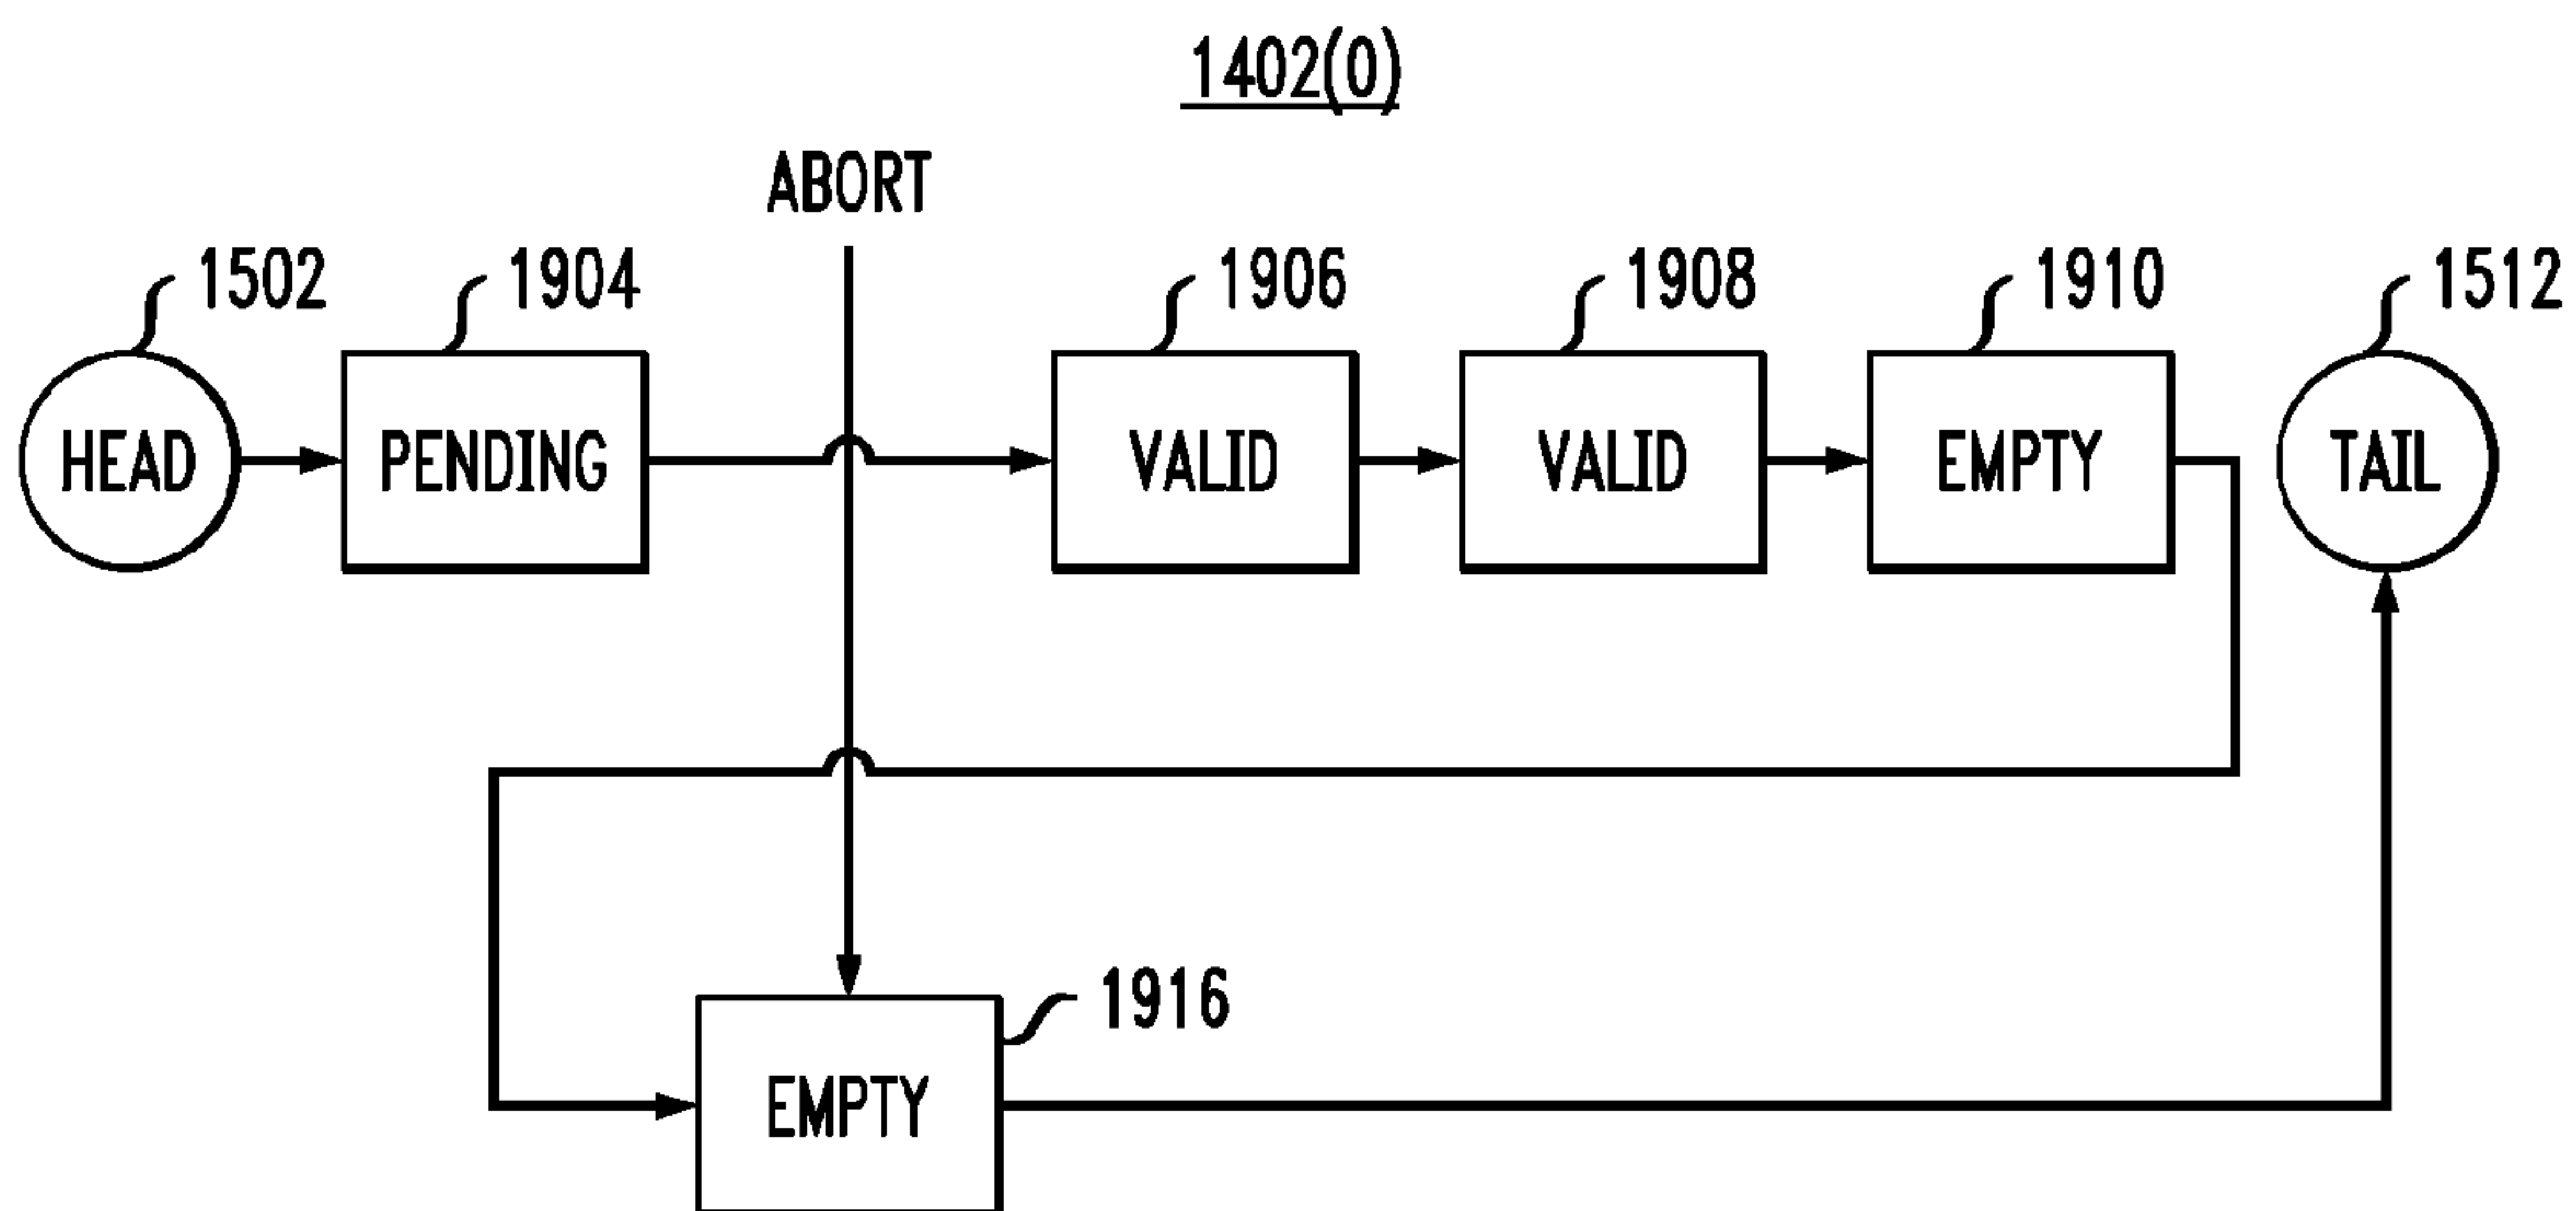 1402(0)
ABORT
1502 1904 1906 1908 1910 1512
HEAD PENDING VALID VALID EMPTY TAIL
1916
EMPTY